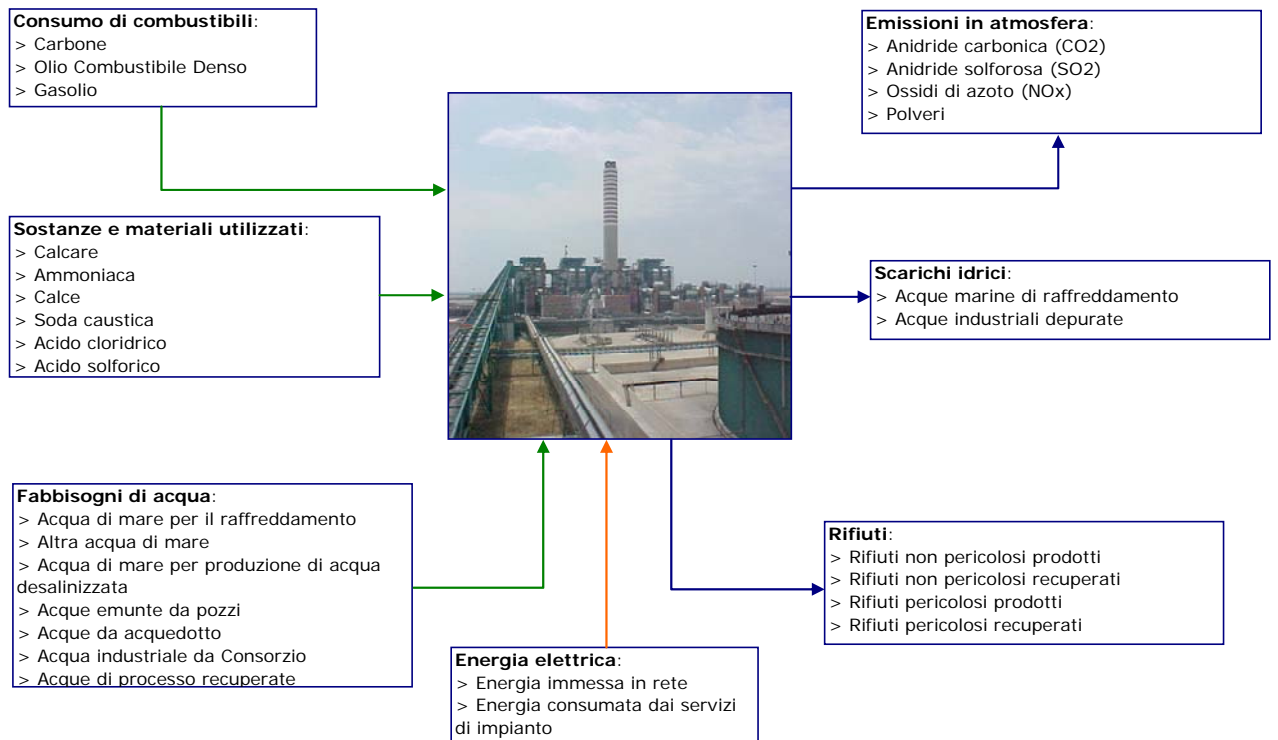 Consumo di combustibili:
> Carbone
> Olio Combustibile Denso
> Gasolio
Sostanze e materiali utilizzati:
> Calcare
> Ammoniaca
> Calce
> Soda caustica
> Acido cloridrico
> Acido solforico
Fabbisogni di acqua:
> Acqua di mare per il raffreddamento
> Altra acqua di mare
> Acqua di mare per produzione di acqua
desalinizzata
> Acque emunte da pozzi
> Acque da acquedotto
> Acqua industriale da Consorzio
> Acque di processo recuperate
Energia elettrica:
> Energia immessa in rete
> Energia consumata dai servizi
di impianto
Emissioni in atmosfera:
> Anidride carbonica (CO2)
> Anidride solforosa (SO2)
> Ossidi di azoto (NOx)
> Polveri
Scarichi idrici:
> Acque marine di raffreddamento
> Acque industriali depurate
Rifiuti:
> Rifiuti non pericolosi prodotti
> Rifiuti non pericolosi recuperati
> Rifiuti pericolosi prodotti
> Rifiuti pericolosi recuperati